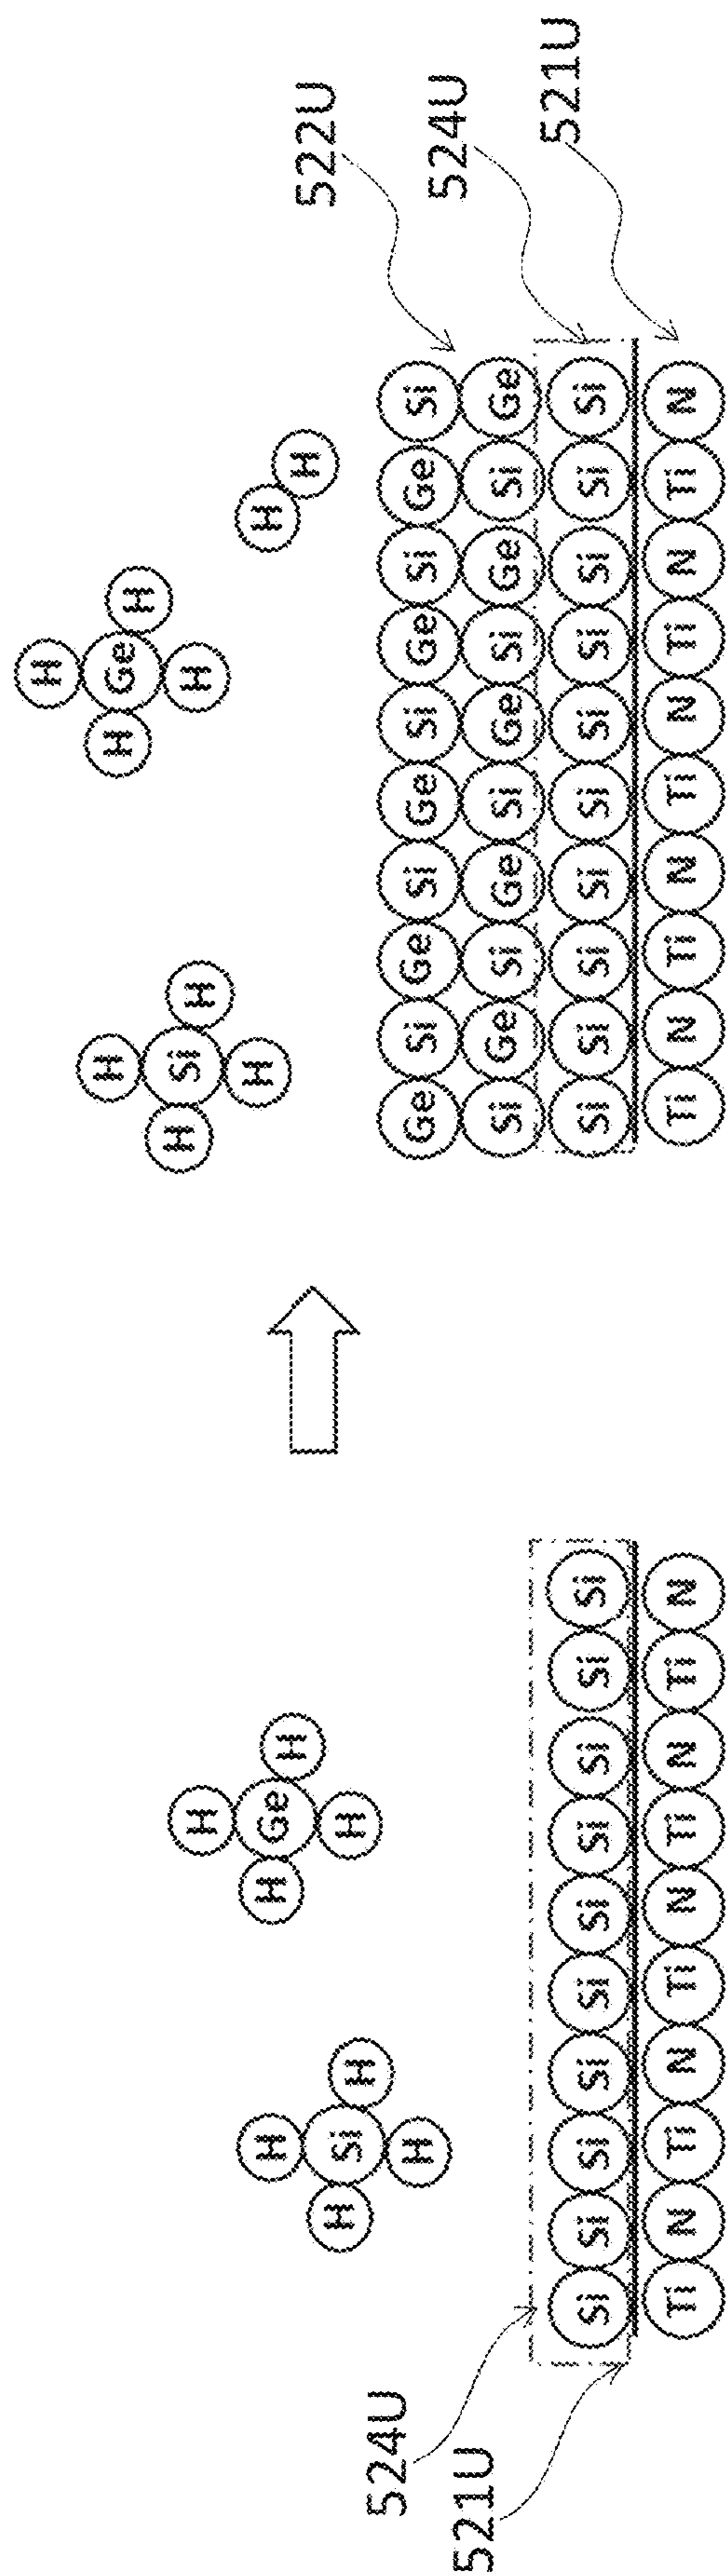 H
H Ge H
H
H
H Si H
H
524U
521U
Si Si Si Si Si Si Si Si Si Si
Ti N Ti N Ti N Ti N Ti N
H
H Ge H
H
H
H Si H
H
H H
522U
524U
521U
Ge Si Ge Si Ge Si Ge Si Ge Si
Si Ge Si Ge Si Ge Si Ge Si Ge
Si Si Si Si Si Si Si Si Si Si
Ti N Ti N Ti N Ti N Ti N